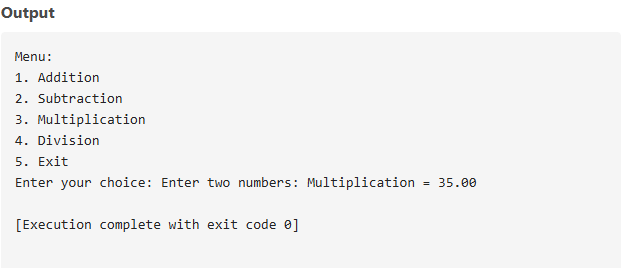 Output
Menu:
1. Addition
2. Subtraction
3. Multiplication
4. Division
5. Exit
Enter your choice: Enter two numbers: Multiplication = 35.00
[Execution complete with exit code 0]